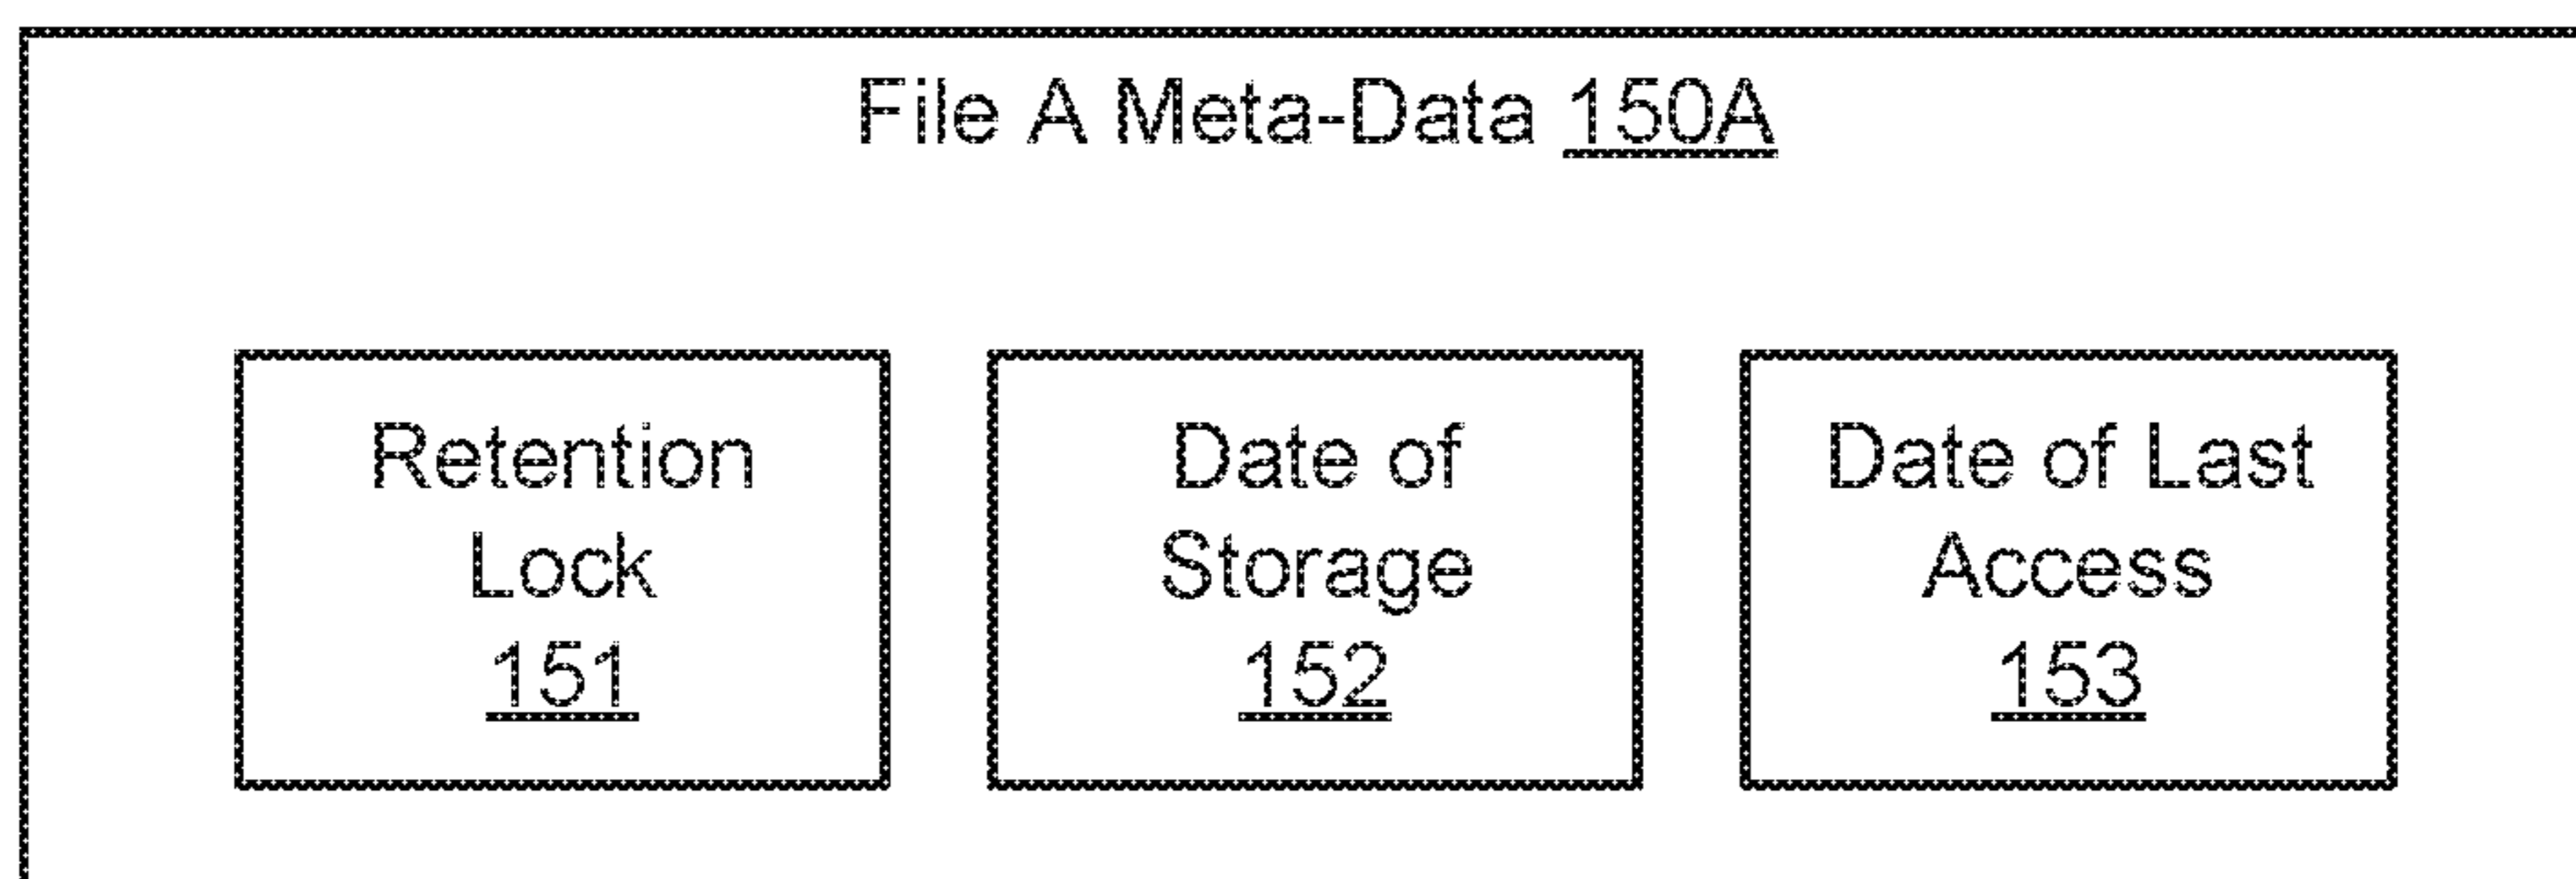 File A Meta-Data 150A
Retention
Lock
151
Date of
Storage
152
Date of Last
Access
153